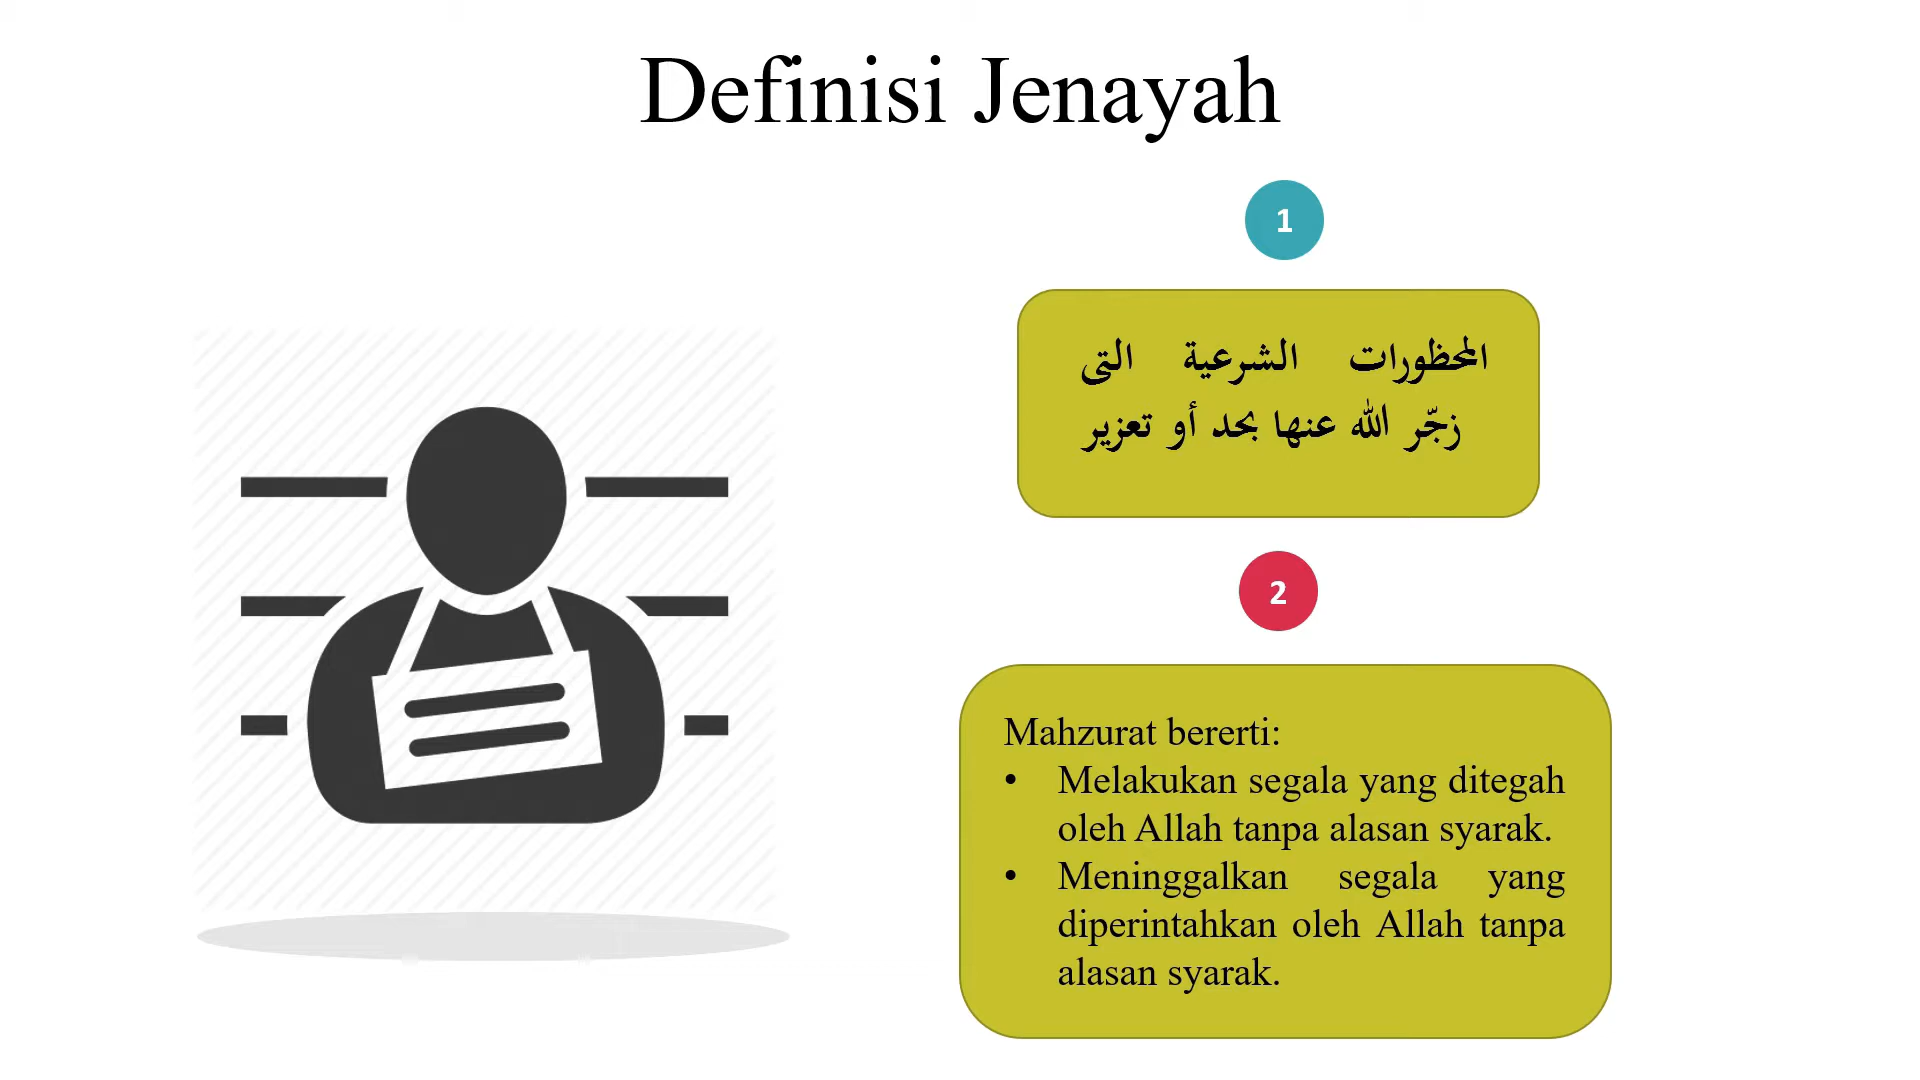 Definisi Jenayah
1
المحظورات الشرعية التى
زجّر الله عنها بحد أو تعزير
2
Mahzurat bererti:
• Melakukan segala yang ditegah
oleh Allah tanpa alasan syarak.
• Meninggalkan segala yang
diperintahkan oleh Allah tanpa
alasan syarak.